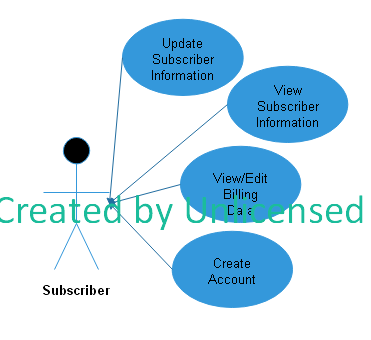 Update
Subscriber
Information
View
Subscriber
Information
View/Edit
Billing
Data
Created by Unlicensed
Create
Account
Subscriber